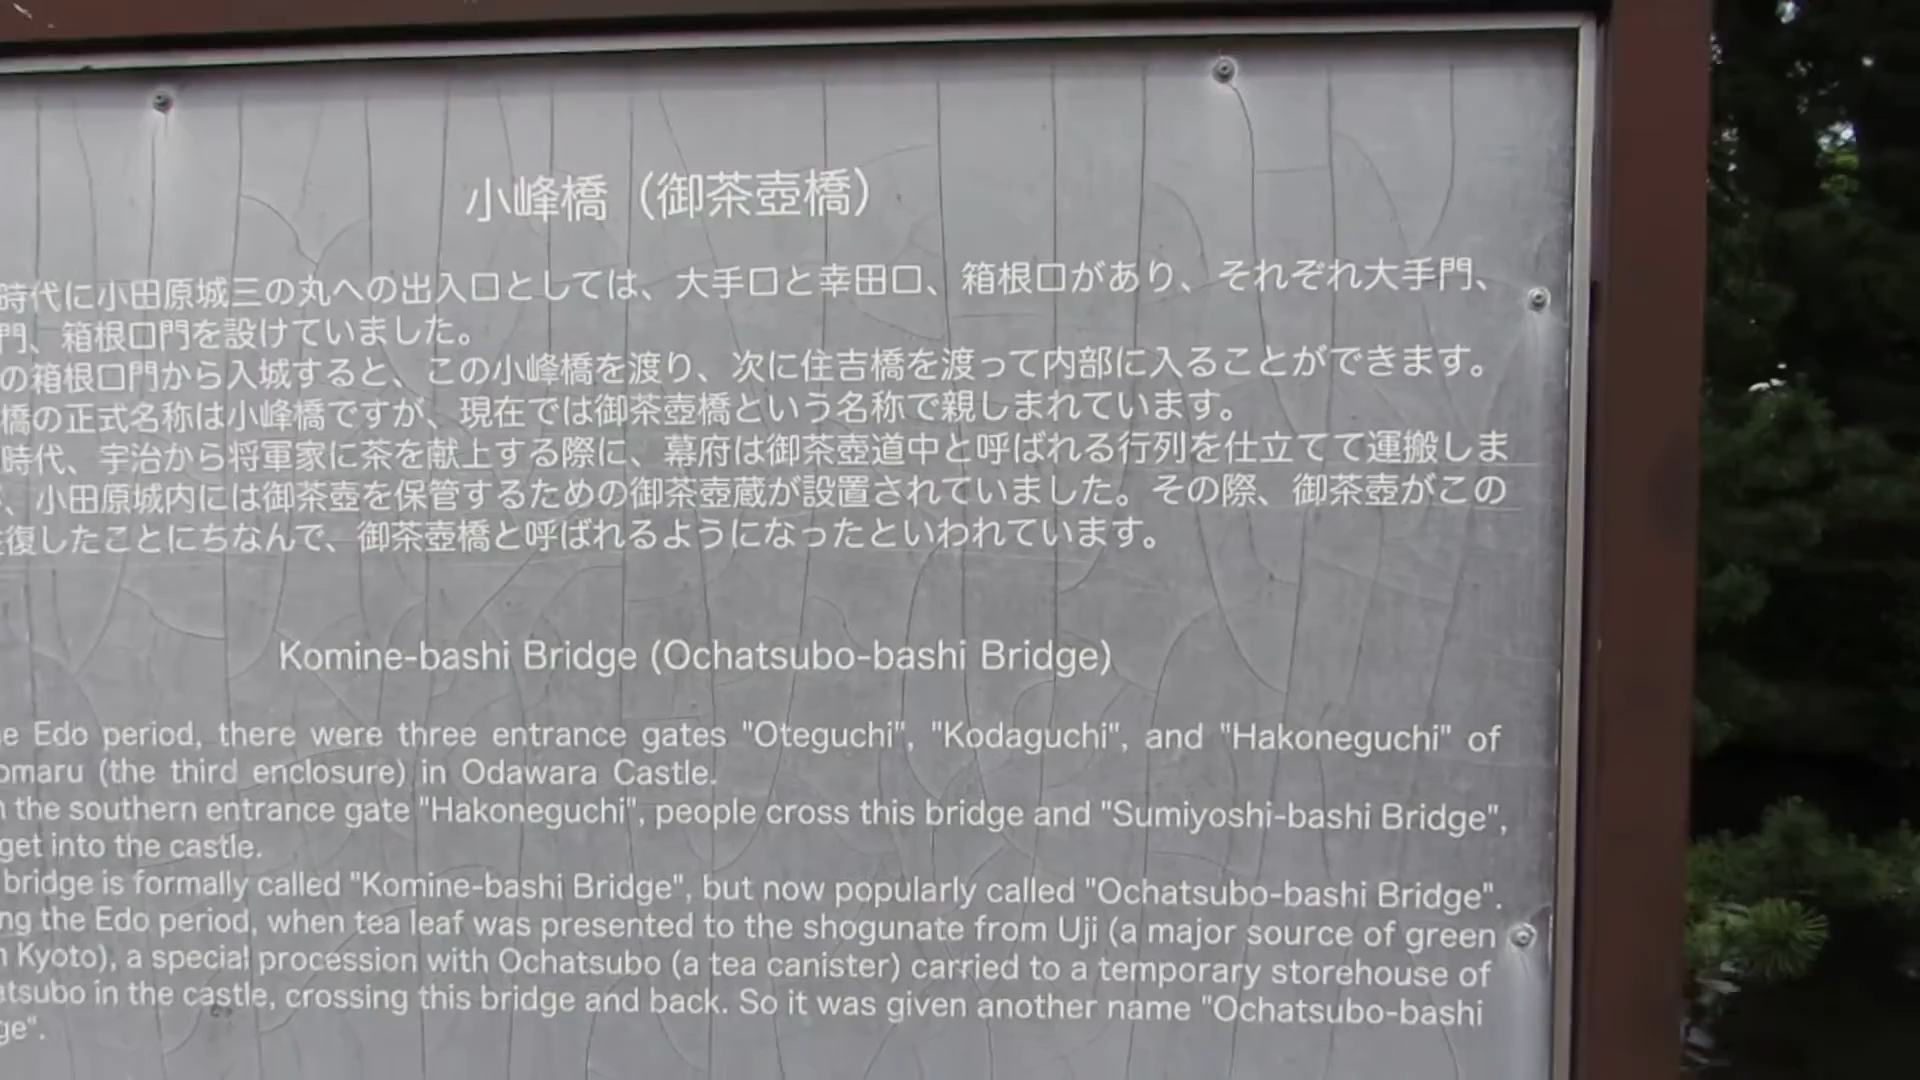 小峰橋（御茶壺橋）
時代に小田原城三の丸への出入口としては、大手口と幸田口、箱根口があり、それぞれ大手門、
門、箱根口門を設けていました。
の箱根口門から入城すると、この小峰橋を渡り、次に住吉橋を渡って内部に入ることができます。
橋の正式名称は小峰橋ですが、現在では御茶壺橋という名称で親しまれています。
時代、宇治から将軍家に茶を献上する際に、幕府は御茶壺道中と呼ばれる行列を仕立てて運搬しま
、小田原城内には御茶壺を保管するための御茶壺蔵が設置されていました。その際、御茶壺がこの
復したことにちなんで、御茶壺橋と呼ばれるようになったといわれています。
Komine-bashi Bridge (Ochatsubo-bashi Bridge)
e Edo period, there were three entrance gates "Oteguchi", "Kodaguchi", and "Hakoneguchi" of
omaru (the third enclosure) in Odawara Castle.
the southern entrance gate "Hakoneguchi", people cross this bridge and "Sumiyoshi-bashi Bridge",
get into the castle.
bridge is formally called "Komine-bashi Bridge", but now popularly called "Ochatsubo-bashi Bridge".
ng the Edo period, when tea leaf was presented to the shogunate from Uji (a major source of green
Kyoto), a special procession with Ochatsubo (a tea canister) carried to a temporary storehouse of
atsubo in the castle, crossing this bridge and back. So it was given another name "Ochatsubo-bashi
ge".